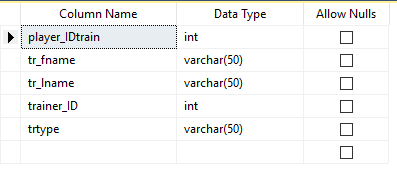 Column Name Data Type Allow Nulls
player_IDtrain int
tr_fname varchar(50)
tr_lname varchar(50)
trainer_ID int
trtype varchar(50)